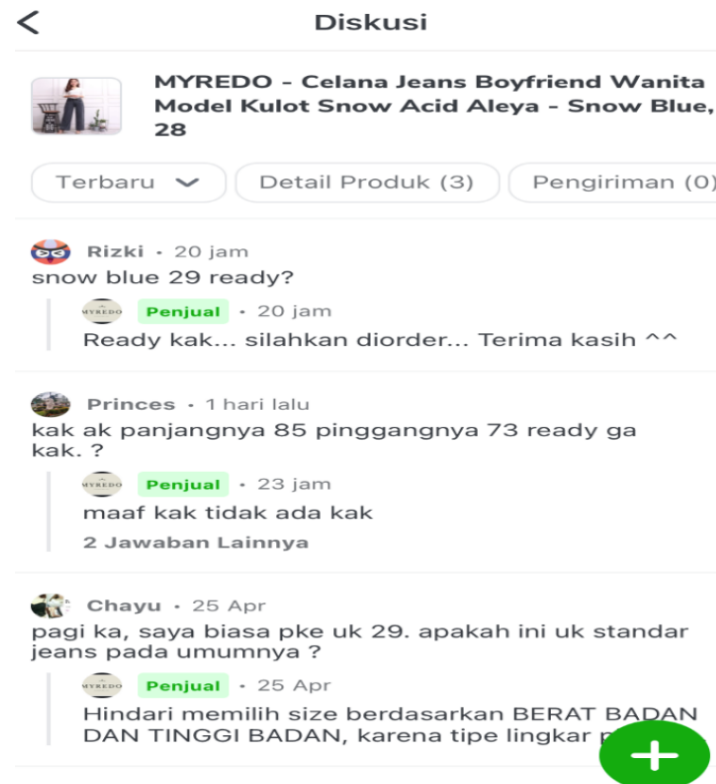 Diskusi
MYREDO - Celana Jeans Boyfriend Wanita
Model Kulot Snow Acid Aleya - Snow Blue,
28
Terbaru
Detail Produk (3)
Pengiriman (0)
Rizki • 20 jam
snow blue 29 ready?
MYREDO Penjual • 20 jam
Ready kak... silahkan diorder... Terima kasih ^^
Princes • 1 hari lalu
kak ak panjangnya 85 pinggangnya 73 ready ga
kak. ?
MYREDO Penjual • 23 jam
maaf kak tidak ada kak
2 Jawaban Lainnya
Chayu • 25 Apr
pagi ka, saya biasa pke uk 29. apakah ini uk standar
jeans pada umumnya ?
MYREDO Penjual • 25 Apr
Hindari memilih size berdasarkan BERAT BADAN
DAN TINGGI BADAN, karena tipe lingkar